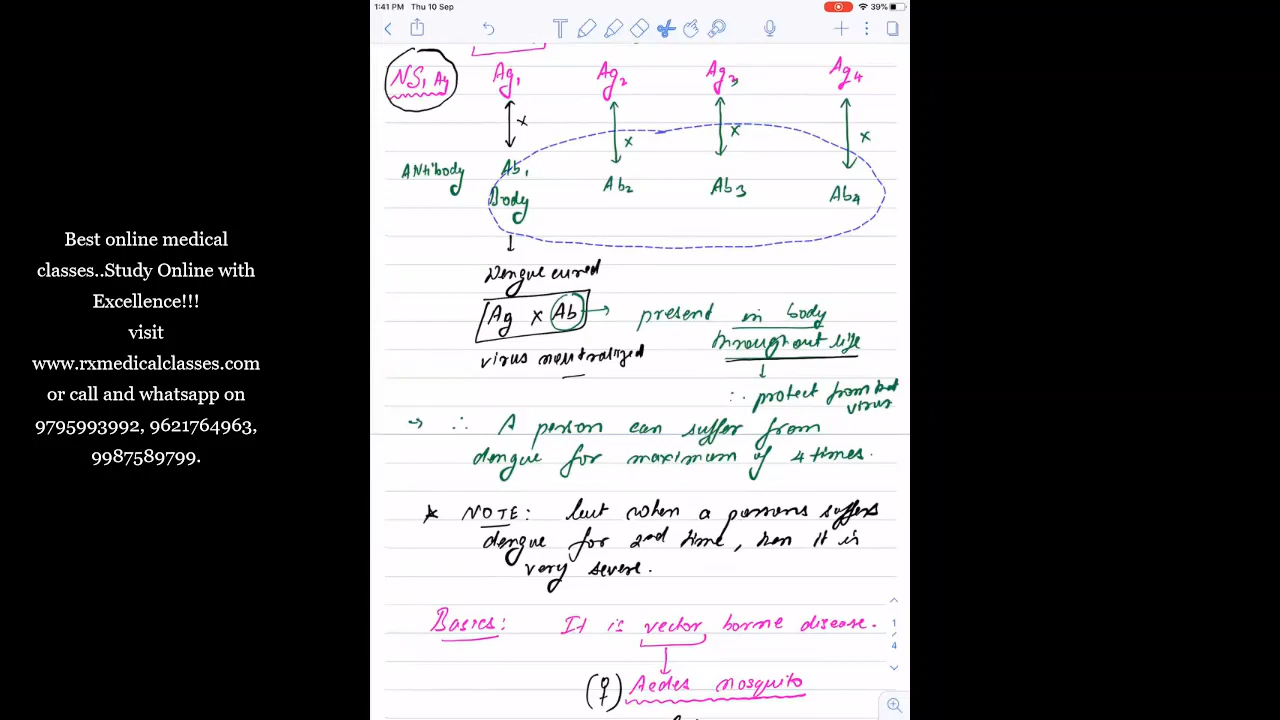 1:41 PM Thu 10 Sep
39%
NS1 Ag
Ag1 Ag2 Ag3 Ag4
x x x x
ANtibody Ab1 Ab2 Ab3 Ab4
Body
Dengue cured
Ag x Ab → present in body
throughout life
virus neutralized
∴ protect from that
virus
→ ∴ A person can suffer from
dengue for maximum of 4 times.
* NOTE: but when a persons suffers
dengue for 2nd time, then it is
very severe.
Basics: It is vector borne disease.
(♀) Aedes mosquito
1
/
4
Best online medical
classes..Study Online with
Excellence!!!
visit
www.rxmedicalclasses.com
or call and whatsapp on
9795993992, 9621764963,
9987589799.